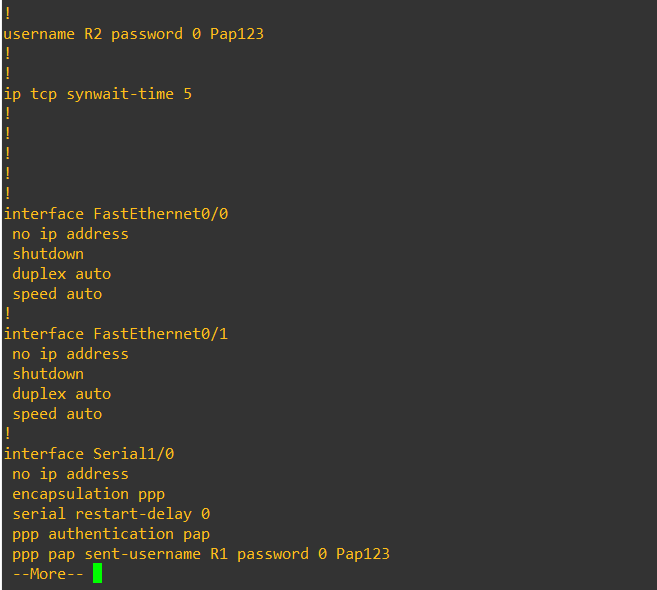 !
username R2 password 0 Pap123
!
!
ip tcp synwait-time 5
!
!
!
!
!
interface FastEthernet0/0
 no ip address
 shutdown
 duplex auto
 speed auto
!
interface FastEthernet0/1
 no ip address
 shutdown
 duplex auto
 speed auto
!
interface Serial1/0
 no ip address
 encapsulation ppp
 serial restart-delay 0
 ppp authentication pap
 ppp pap sent-username R1 password 0 Pap123
 --More--